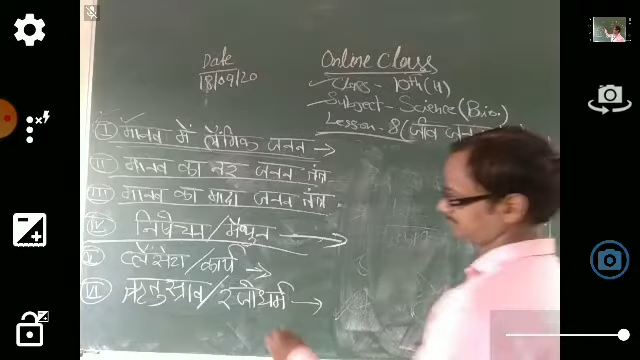 Date
18/09/20
Online Class
Class - 10th (H)
Subject - Science (Bio.)
Lesson - 8 (जीव जनन
I मानव में लैंगिक जनन →
II मानव का नर जनन तंत्र
III मानव का मादा जनन तंत्र
IV निषेचन/मैथुन →
V प्लैसेंटा/कार्य →
VI ऋतुस्त्राव/रजोधर्म →